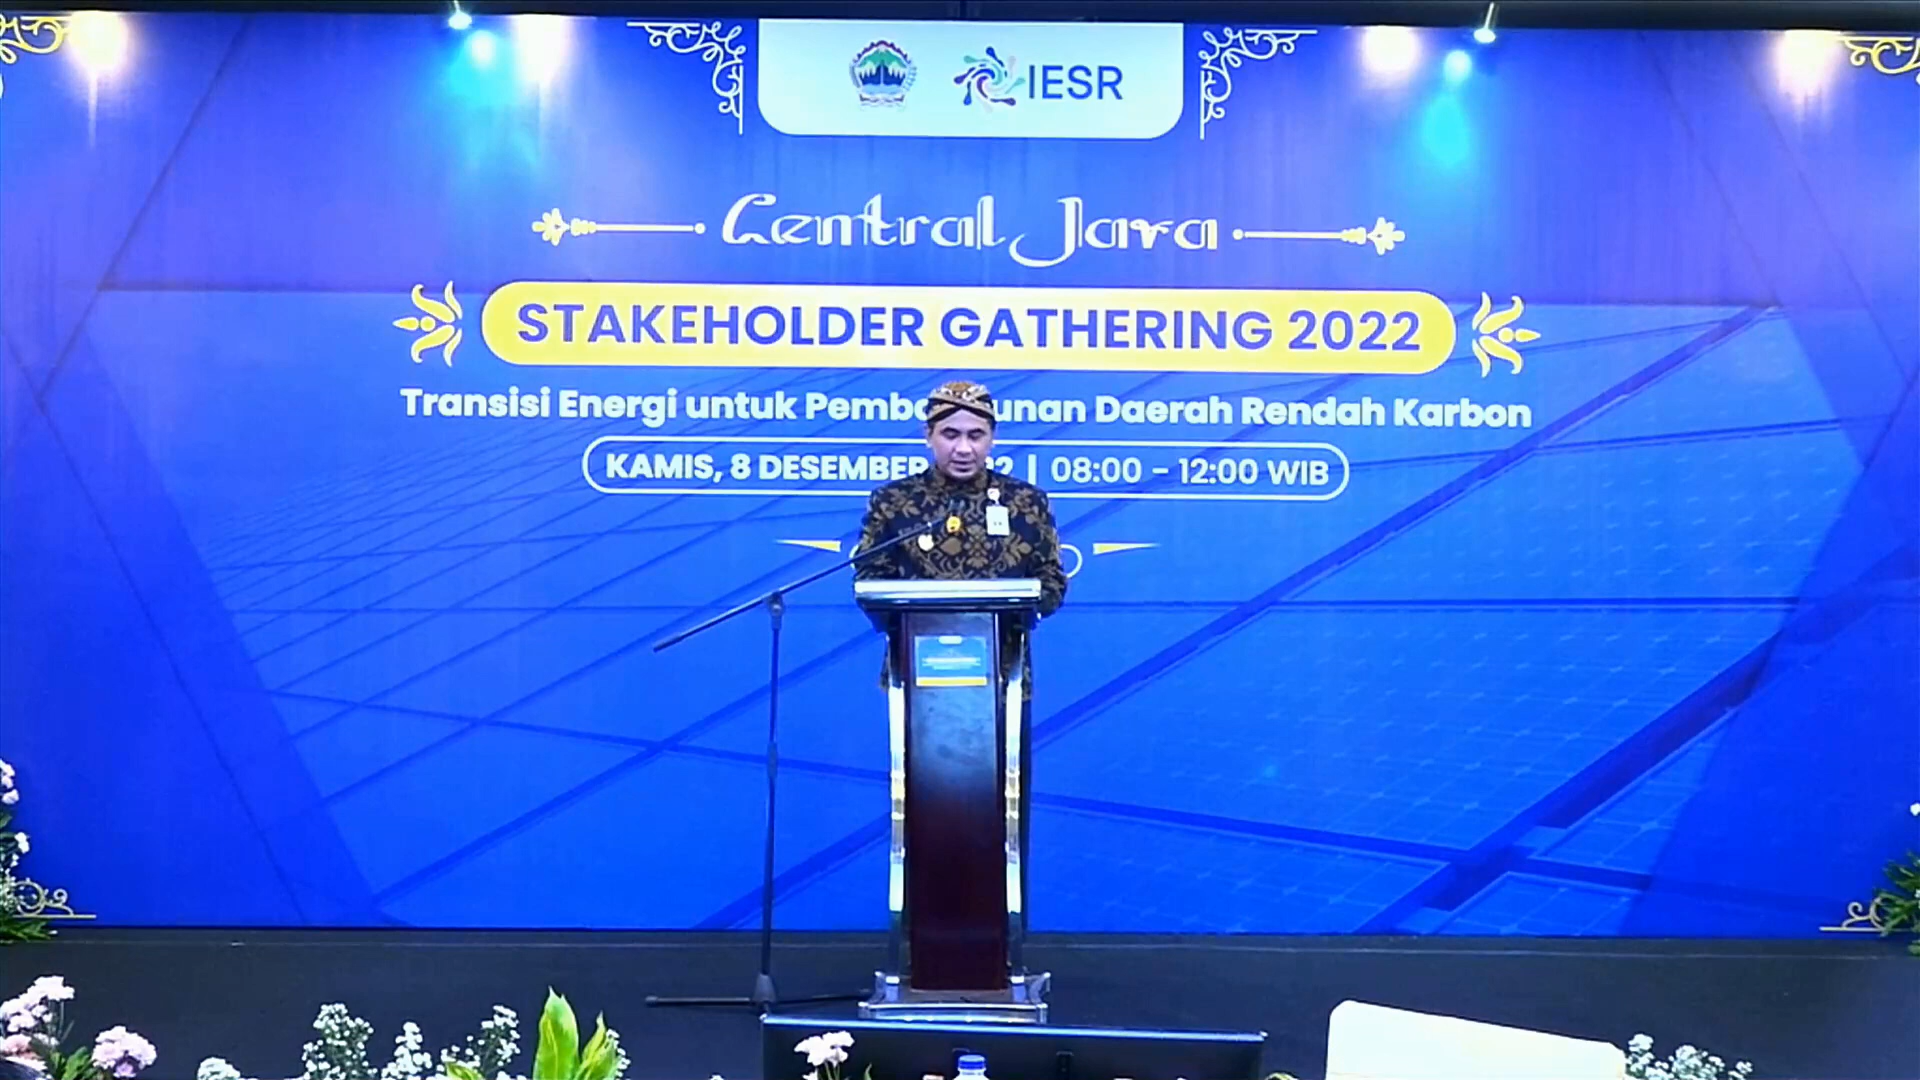 IESR
Central Java
STAKEHOLDER GATHERING 2022
Transisi Energi untuk Pemba unan Daerah Rendah Karbon
KAMIS, 8 DESEMBER 22 | 08:00 - 12:00 WIB